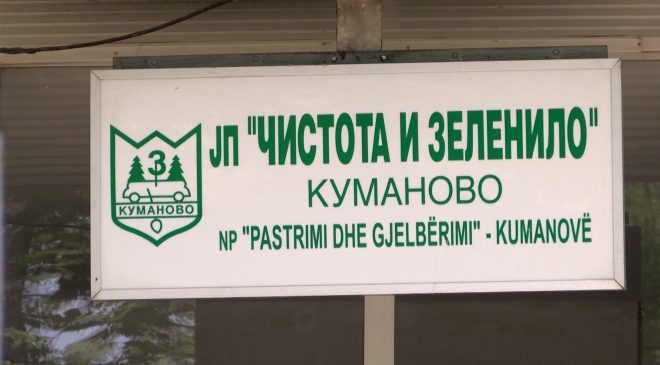 ЈП "ЧИСТОТА И ЗЕЛЕНИЛО"
КУМАНОВО
NP "PASTRIMI DHE GJELBËRIMI" - KUMANOVË
З
КУМАНОВО